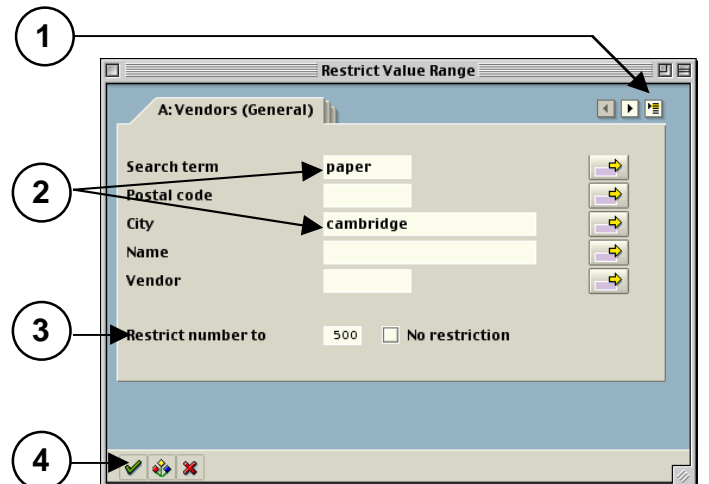 1
Restrict Value Range
A: Vendors (General)
2
Search term paper
Postal code
City cambridge
Name
Vendor
3
Restrict number to 500 No restriction
4